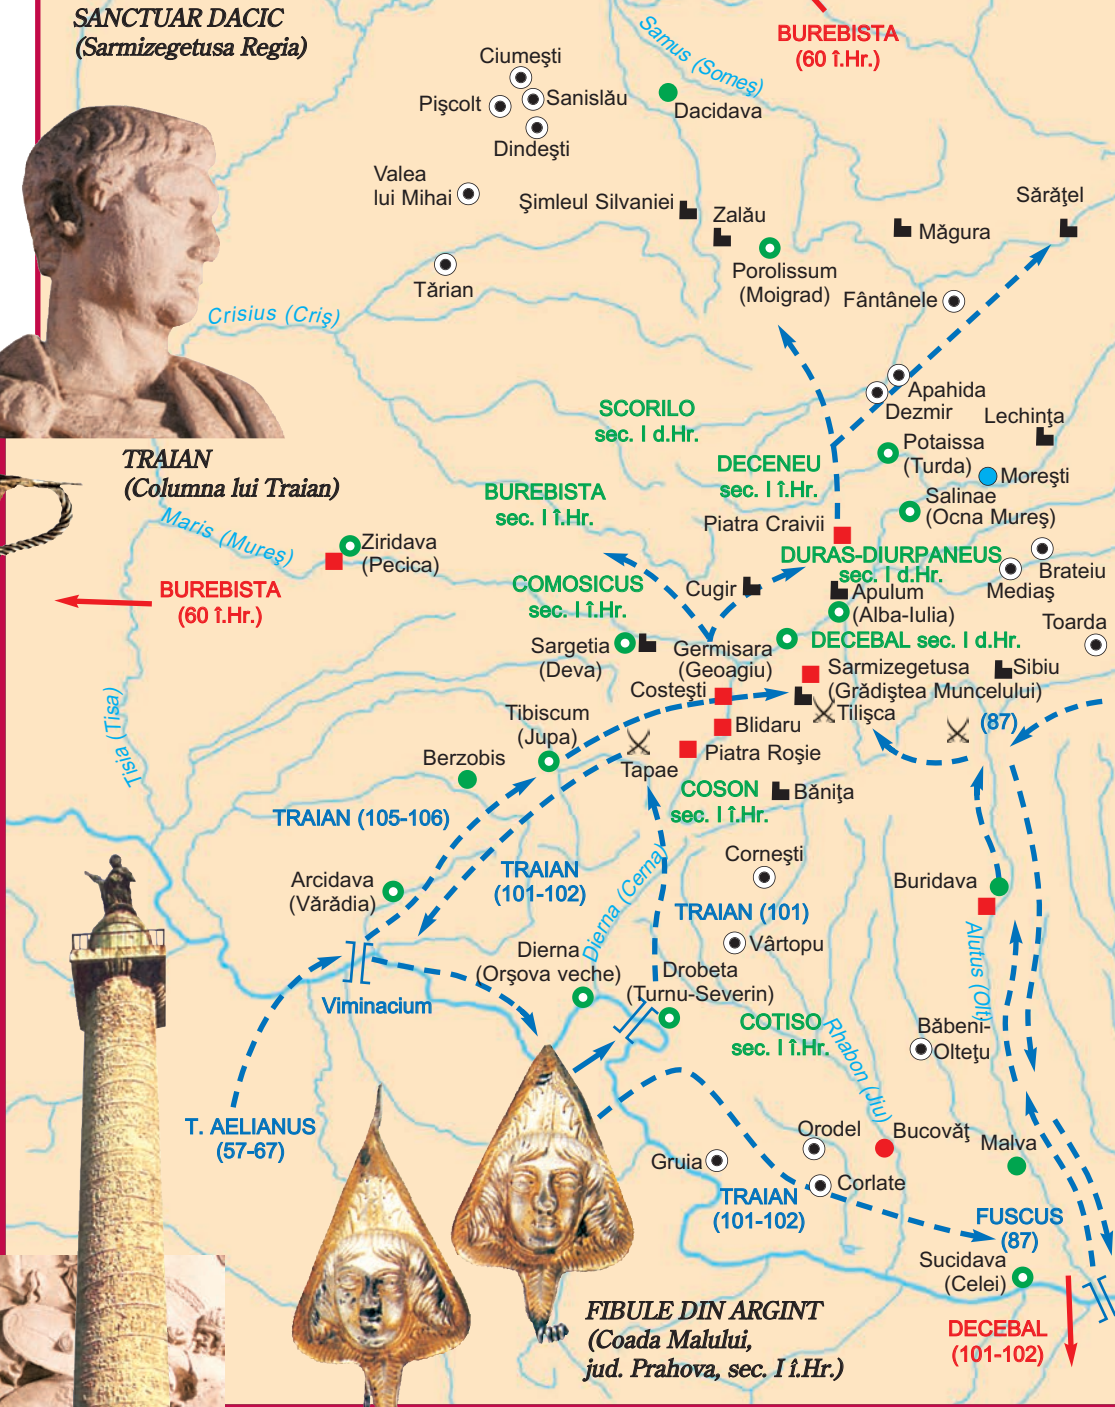 SANCTUAR DACIC
(Sarmizegetusa Regia)
BUREBISTA
(60 î.Hr.)
Samus (Someş)
Ciumeşti
Pişcolt
Sanislău
Dindeşti
Dacidava
Valea
lui Mihai
Şimleul Silvaniei
Zalău
Măgura
Sărăţel
Porolissum
(Moigrad)
Fântânele
Tărian
Crisius (Criş)
Apahida
Dezmir
Lechinţa
SCORILO
sec. I d.Hr.
Potaissa
(Turda)
Moreşti
DECENEU
sec. I î.Hr.
TRAIAN
(Columna lui Traian)
BUREBISTA
sec. I î.Hr.
Salinae
(Ocna Mureş)
Piatra Craivii
Maris (Mureş)
Ziridava
(Pecica)
DURAS-DIURPANEUS
sec. I d.Hr.
Brateiu
Mediaş
BUREBISTA
(60 î.Hr.)
COMOSICUS
sec. I î.Hr.
Cugir
Apulum
(Alba-Iulia)
Toarda
Sargetia
(Deva)
Germisara
(Geoagiu)
DECEBAL sec. I d.Hr.
Sarmizegetusa
(Grădiştea Muncelului)
Sibiu
Costeşti
Tilişca
(87)
Tisia (Tisa)
Tibiscum
(Jupa)
Blidaru
Piatra Roşie
Tapae
Berzobis
COSON
sec. I î.Hr.
Băniţa
TRAIAN (105-106)
TRAIAN
(101-102)
Corneşti
Arcidava
(Vărădia)
Dierna (Cerna)
Buridava
TRAIAN (101)
Vârtopu
Alutus (Olt)
Dierna
(Orşova veche)
Drobeta
(Turnu-Severin)
Viminacium
COTISO
sec. I î.Hr.
Rhabon (Jiu)
Băbeni-
Olteţu
T. AELIANUS
(57-67)
Orodel
Bucovăţ
Malva
Gruia
Corlate
TRAIAN
(101-102)
FUSCUS
(87)
Sucidava
(Celei)
FIBULE DIN ARGINT
(Coada Malului,
jud. Prahova, sec. I î.Hr.)
DECEBAL
(101-102)